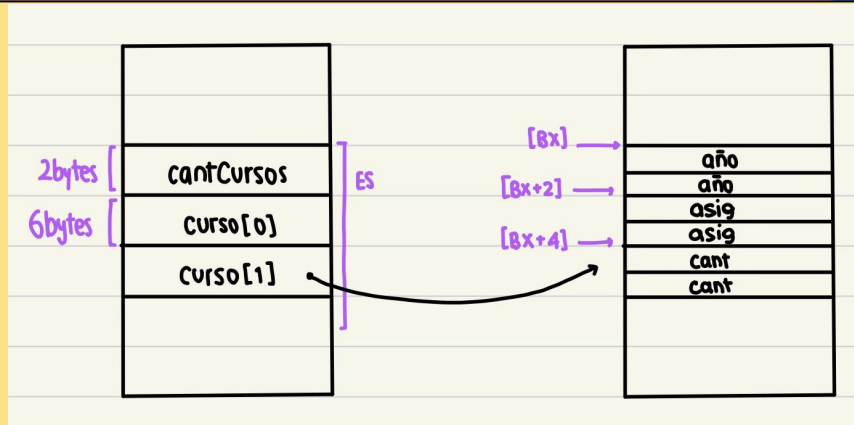 2bytes
cantCursos
ES
6bytes
curso[0]
curso[1]
[BX]
año
[BX+2]
año
asig
[BX+4]
asig
cant
cant